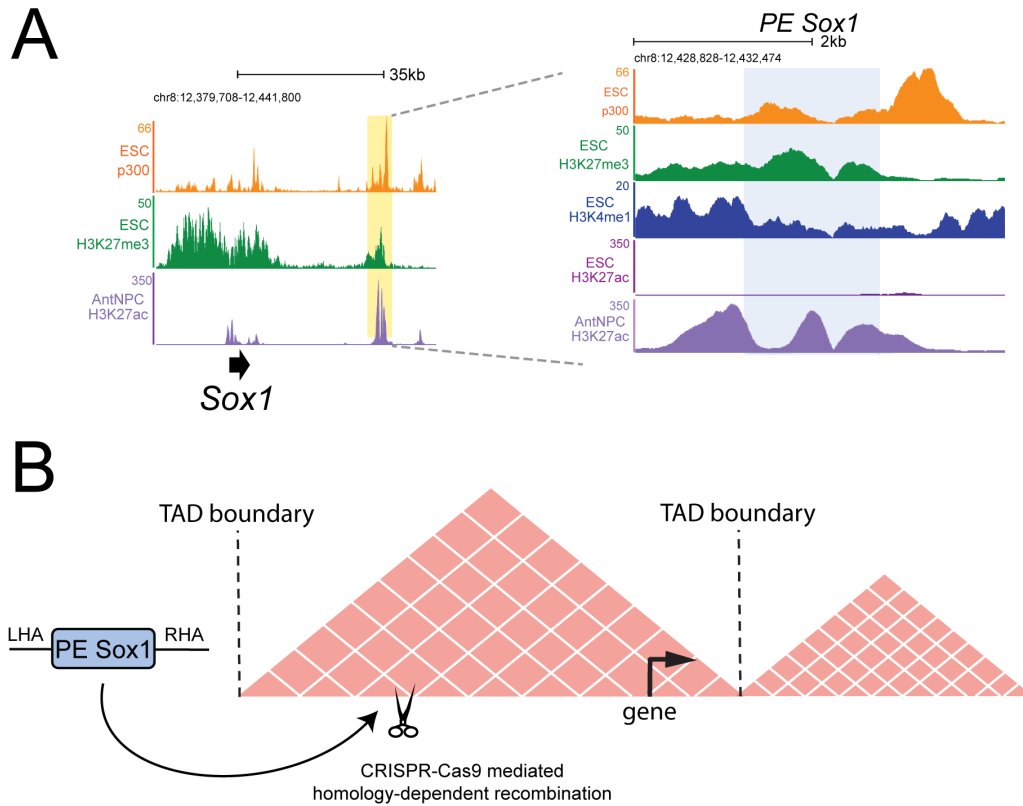 A
35kb
chr8:12,379,708-12,441,800
66
ESC
p300
50
ESC
H3K27me3
350
AntNPC
H3K27ac
Sox1
PE Sox1
2kb
chr8:12,428,828-12,432,474
66
ESC
p300
50
ESC
H3K27me3
20
ESC
H3K4me1
350
ESC
H3K27ac
350
AntNPC
H3K27ac
B
TAD boundary
TAD boundary
LHA
PE Sox1
RHA
gene
CRISPR-Cas9 mediated
homology-dependent recombination